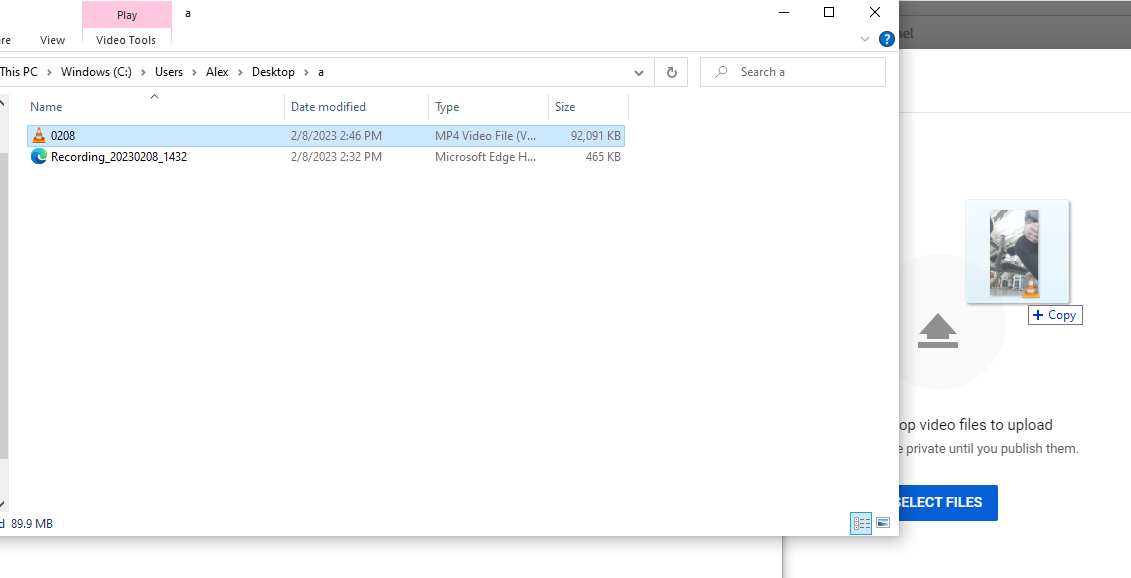 Play a
re View Video Tools ?
This PC › Windows (C:) › Users › Alex › Desktop › a Search a
Name Date modified Type Size
0208 2/8/2023 2:46 PM MP4 Video File (V... 92,091 KB
Recording_20230208_1432 2/8/2023 2:32 PM Microsoft Edge H... 465 KB
+ Copy
op video files to upload
e private until you publish them.
SELECT FILES
d 89.9 MB